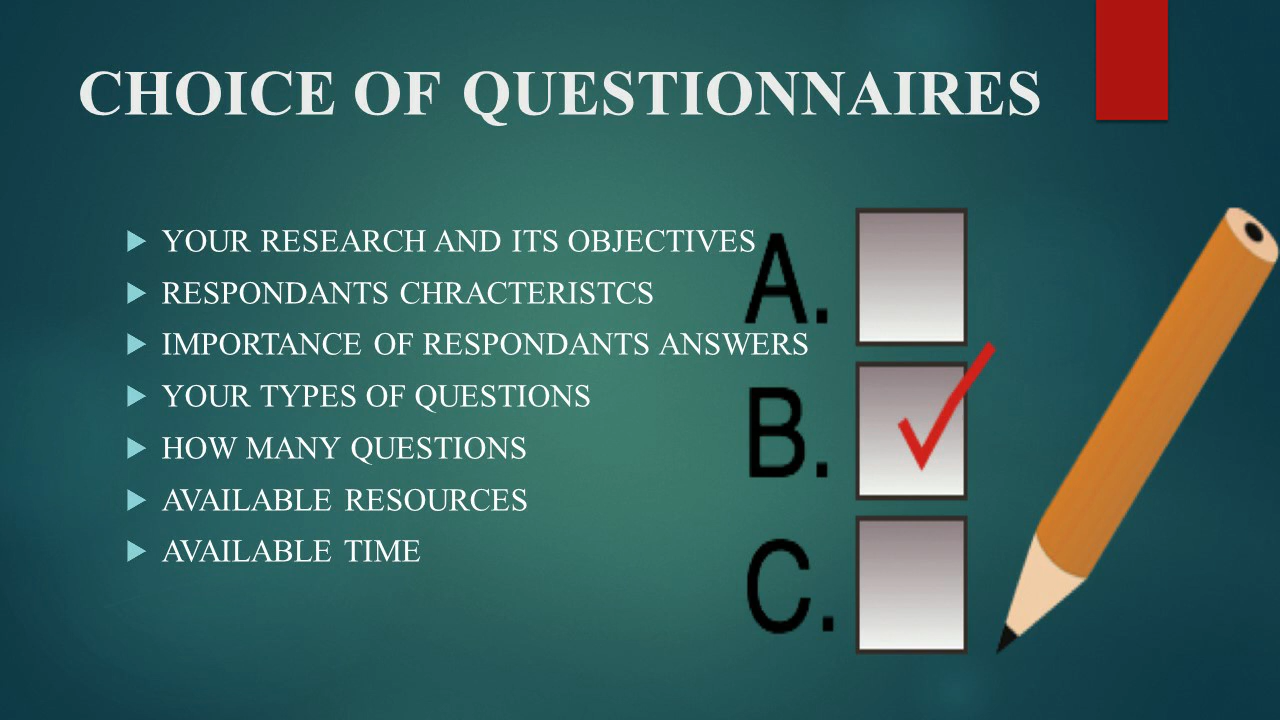 CHOICE OF QUESTIONNAIRES
YOUR RESEARCH AND ITS OBJECTIVES
RESPONDANTS CHRACTERISTCS
IMPORTANCE OF RESPONDANTS ANSWERS
YOUR TYPES OF QUESTIONS
HOW MANY QUESTIONS
AVAILABLE RESOURCES
AVAILABLE TIME
A.
B.
C.